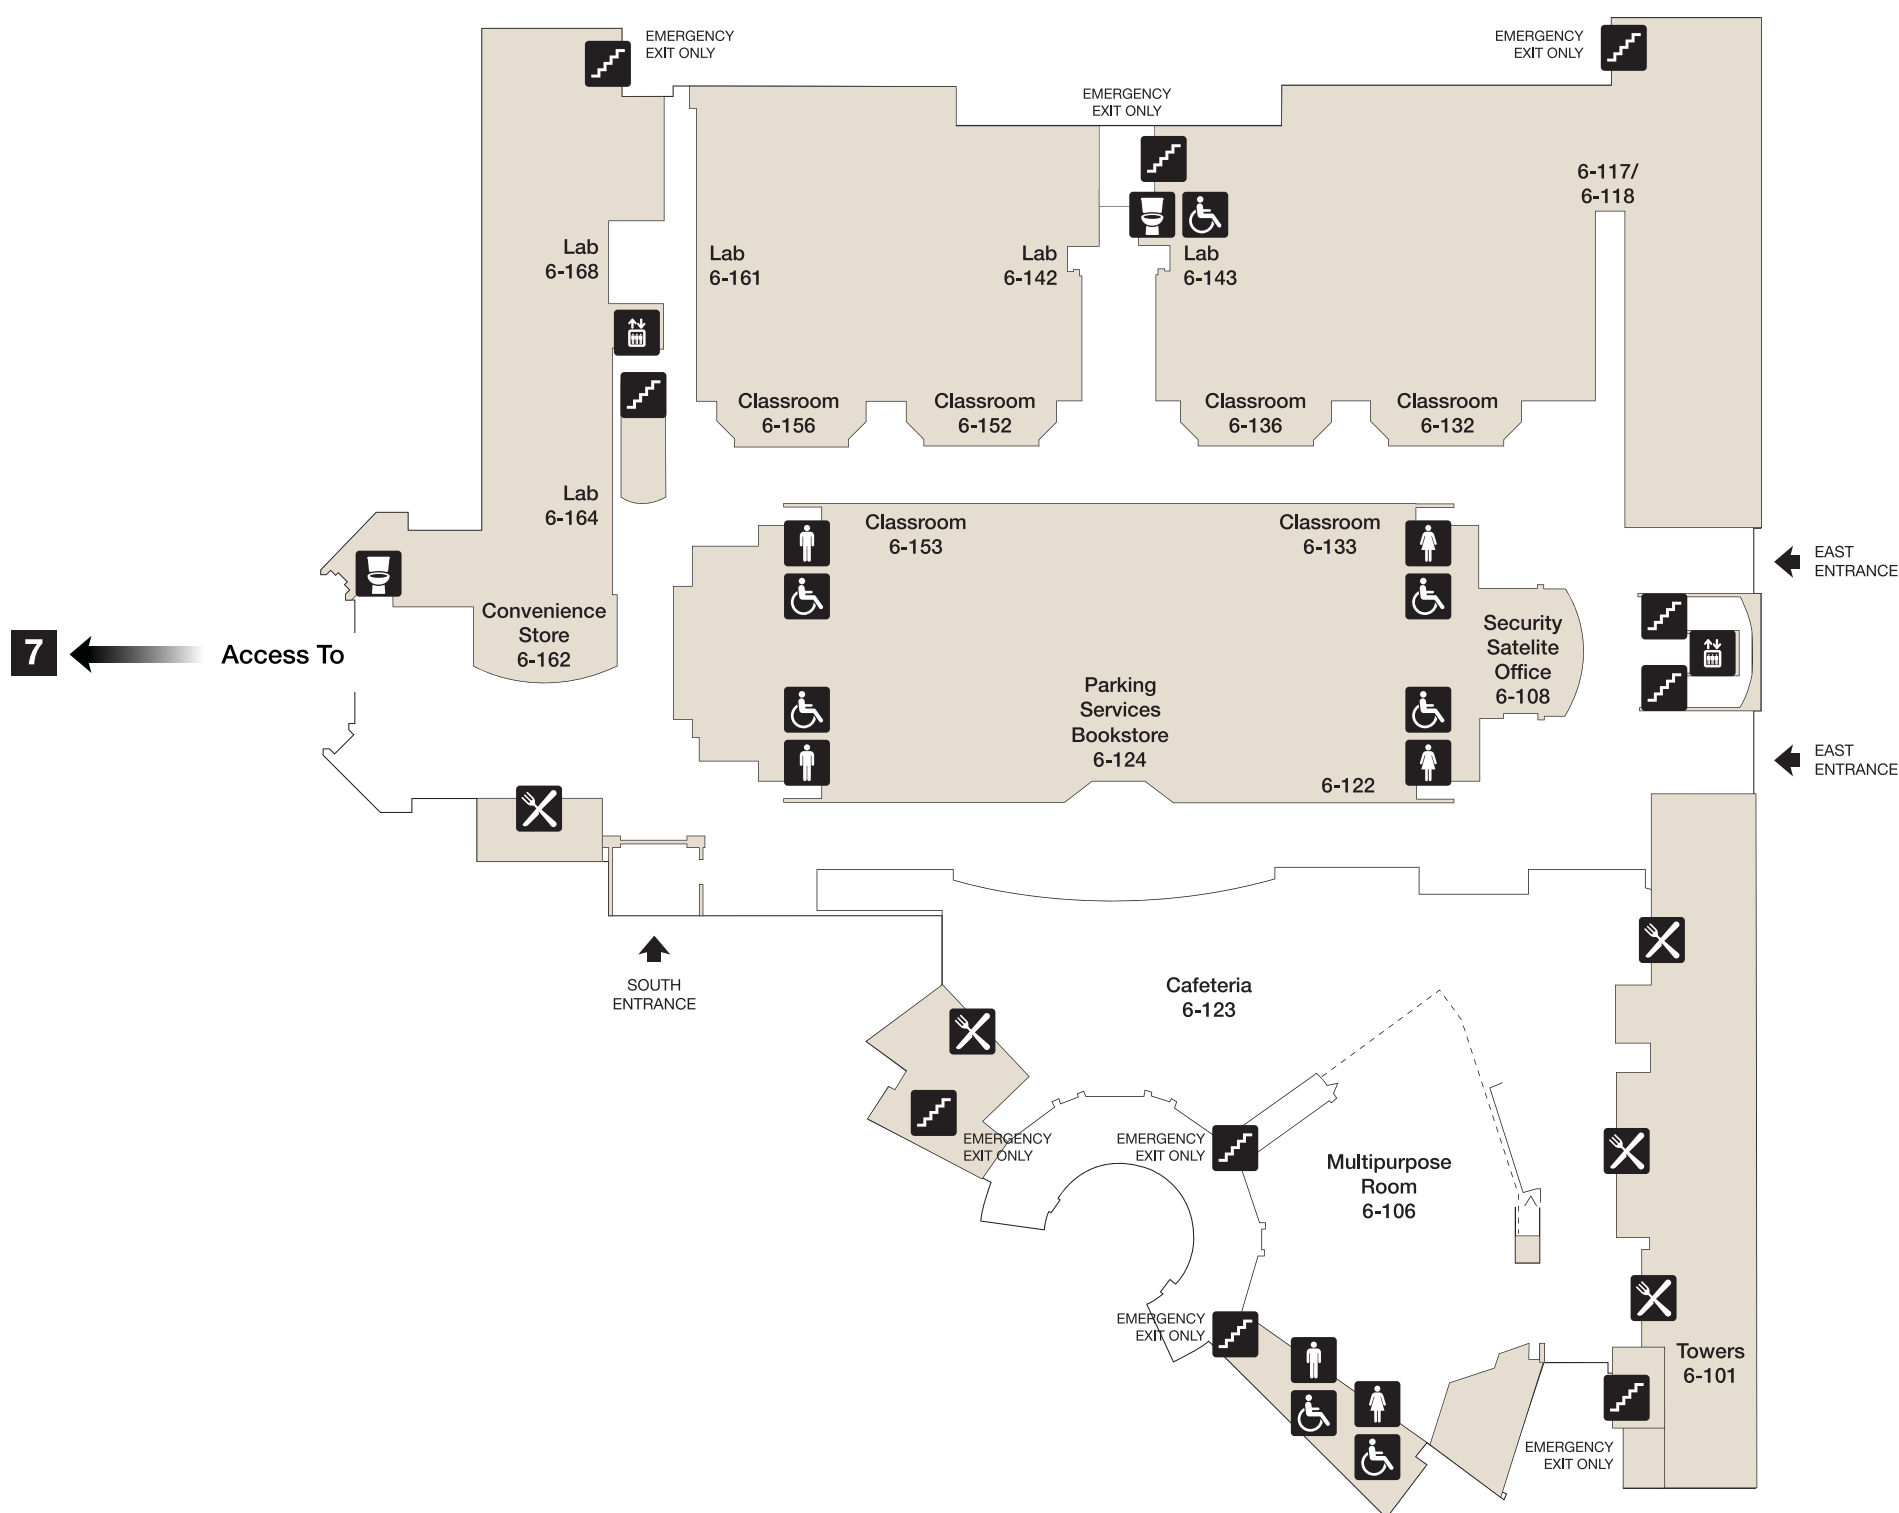 EMERGENCY
EXIT ONLY
EMERGENCY
EXIT ONLY
EMERGENCY
EXIT ONLY
6-117/
6-118
Lab
6-168
Lab
6-161
Lab
6-142
Lab
6-143
Classroom
6-156
Classroom
6-152
Classroom
6-136
Classroom
6-132
Lab
6-164
Classroom
6-153
Classroom
6-133
EAST
ENTRANCE
Convenience
Store
6-162
Security
Satelite
Office
6-108
7
Access To
Parking
Services
Bookstore
6-124
6-122
EAST
ENTRANCE
SOUTH
ENTRANCE
Cafeteria
6-123
EMERGENCY
EXIT ONLY
EMERGENCY
EXIT ONLY
Multipurpose
Room
6-106
EMERGENCY
EXIT ONLY
Towers
6-101
EMERGENCY
EXIT ONLY